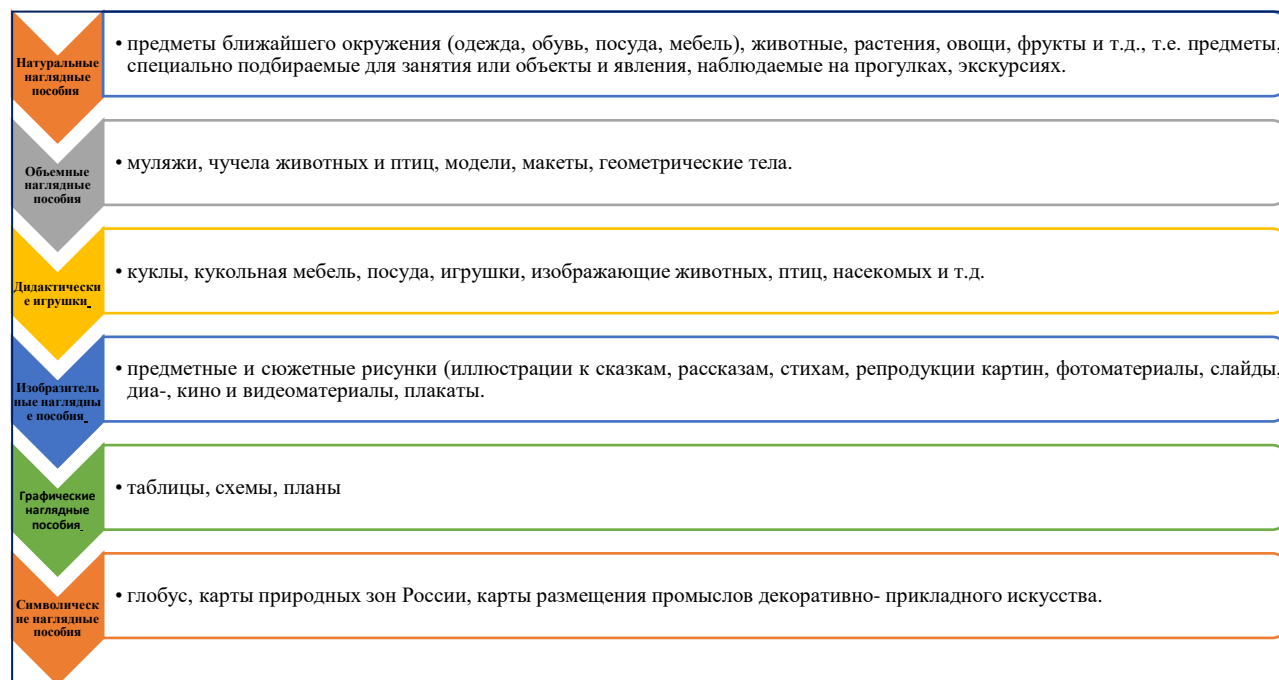 Натуральные
наглядные
пособия
• предметы ближайшего окружения (одежда, обувь, посуда, мебель), животные, растения, овощи, фрукты и т.д., т.е. предметы,
специально подбираемые для занятия или объекты и явления, наблюдаемые на прогулках, экскурсиях.
Объемные
наглядные
пособия
• муляжи, чучела животных и птиц, модели, макеты, геометрические тела.
Дидактически
е игрушки
• куклы, кукольная мебель, посуда, игрушки, изображающие животных, птиц, насекомых и т.д.
Изобразитель
ные наглядны
е пособия
• предметные и сюжетные рисунки (иллюстрации к сказкам, рассказам, стихам, репродукции картин, фотоматериалы, слайды,
диа-, кино и видеоматериалы, плакаты.
Графические
наглядные
пособия
• таблицы, схемы, планы
Символическ
ие наглядные
пособия
• глобус, карты природных зон России, карты размещения промыслов декоративно- прикладного искусства.